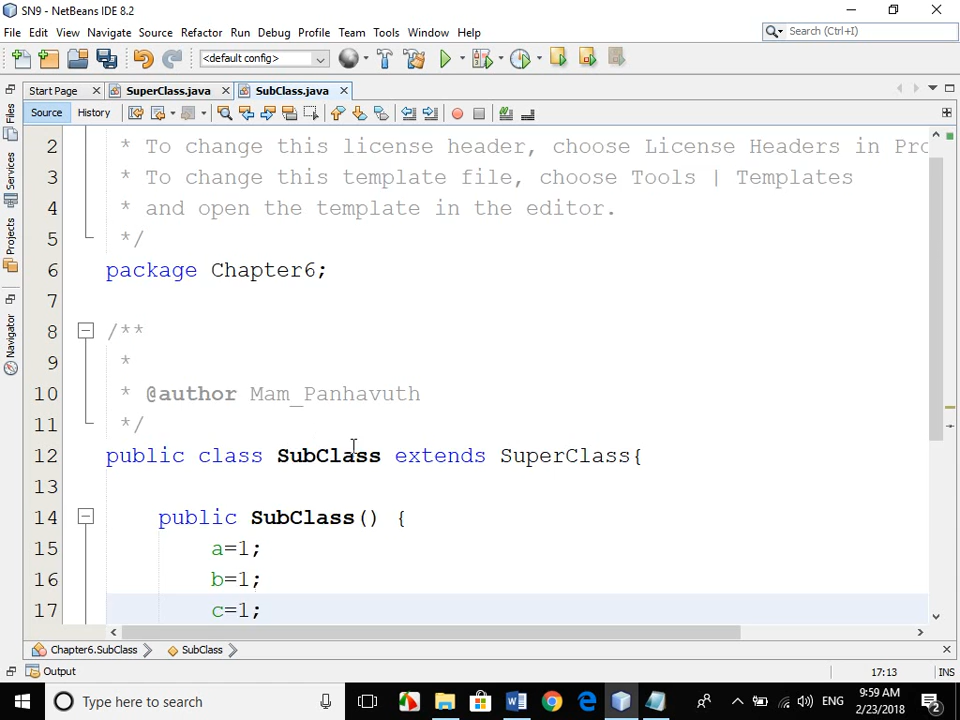 SN9 - NetBeans IDE 8.2
File Edit View Navigate Source Refactor Run Debug Profile Team Tools Window Help
Search (Ctrl+I)
<default config>
Start Page SuperClass.java SubClass.java
Source History
Files
Services
Projects
Navigator
2 * To change this license header, choose License Headers in Pro
3 * To change this template file, choose Tools | Templates
4 * and open the template in the editor.
5 */
6 package Chapter6;
7
8 /**
9 *
10 * @author Mam_Panhavuth
11 */
12 public class SubClass extends SuperClass{
13
14 public SubClass() {
15 a=1;
16 b=1;
17 c=1;
Chapter6.SubClass SubClass
Output
17:13 INS
Type here to search
ENG
9:59 AM
2/23/2018
2